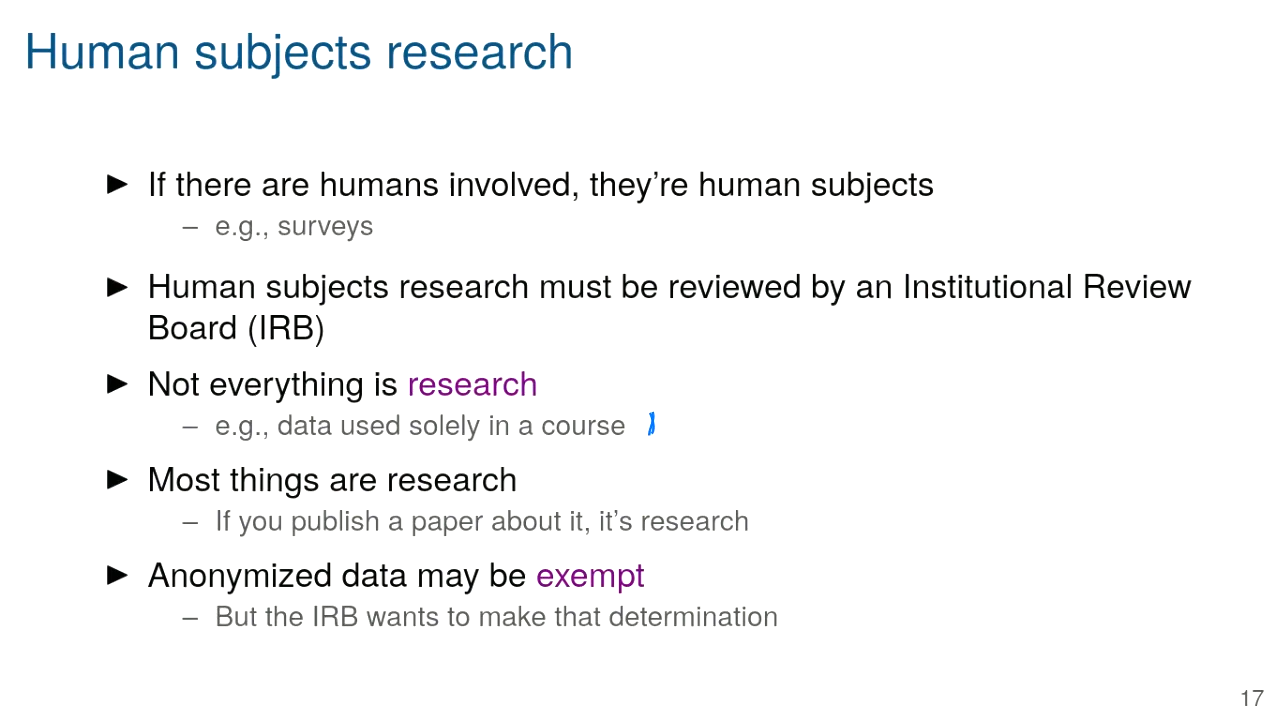 Human subjects research
▶ If there are humans involved, they're human subjects
– e.g., surveys
▶ Human subjects research must be reviewed by an Institutional Review
Board (IRB)
▶ Not everything is research
– e.g., data used solely in a course
▶ Most things are research
– If you publish a paper about it, it's research
▶ Anonymized data may be exempt
– But the IRB wants to make that determination
17